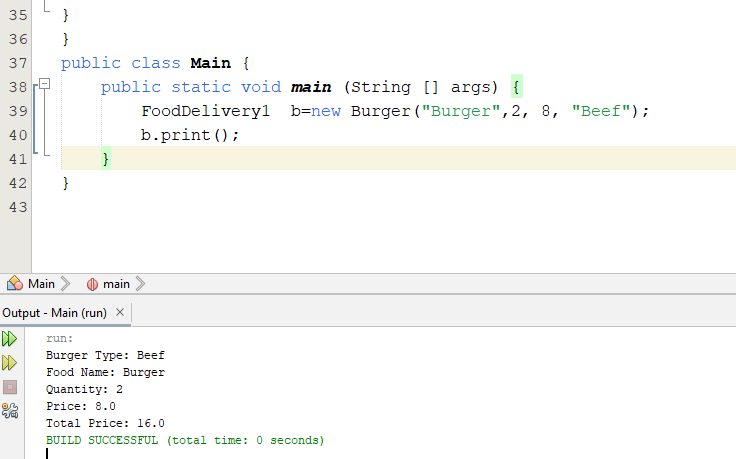 35 }
36 }
37 public class Main {
38 public static void main (String [] args) {
39 FoodDelivery1  b=new Burger("Burger",2, 8, "Beef");
40 b.print();
41 }
42 }
43
Main main
Output - Main (run) ×
run:
Burger Type: Beef
Food Name: Burger
Quantity: 2
Price: 8.0
Total Price: 16.0
BUILD SUCCESSFUL (total time: 0 seconds)